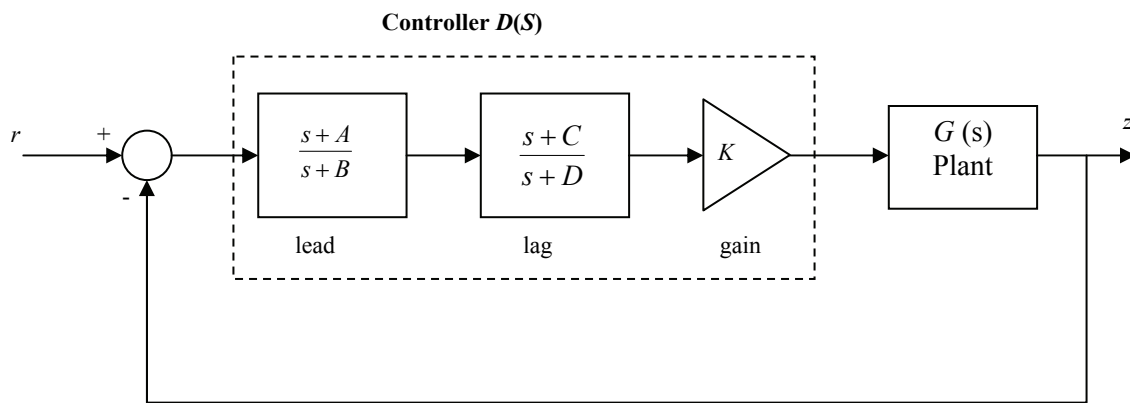 Controller D(S)
r
+
-
s + A
s + B
lead
s + C
s + D
lag
K
gain
G (s)
Plant
z